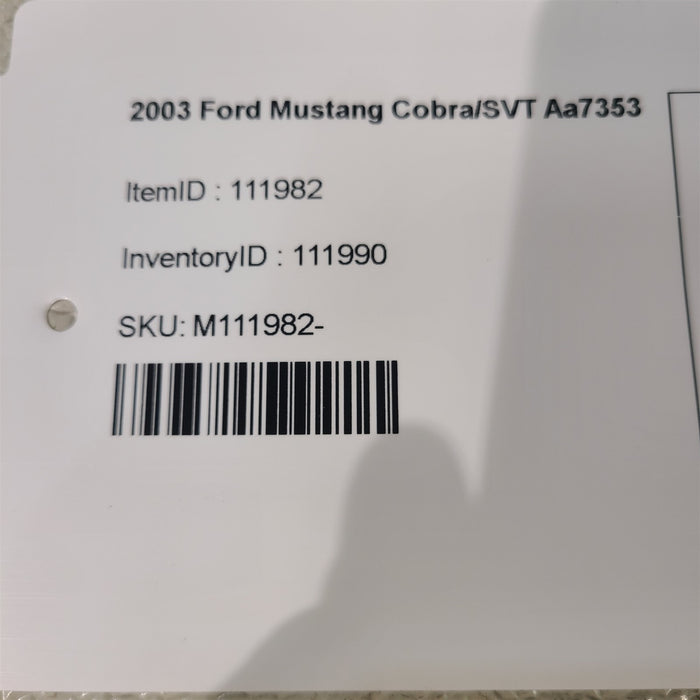 2003 Ford Mustang Cobra/SVT Aa7353
ItemID : 111982
InventoryID : 111990
SKU: M111982-